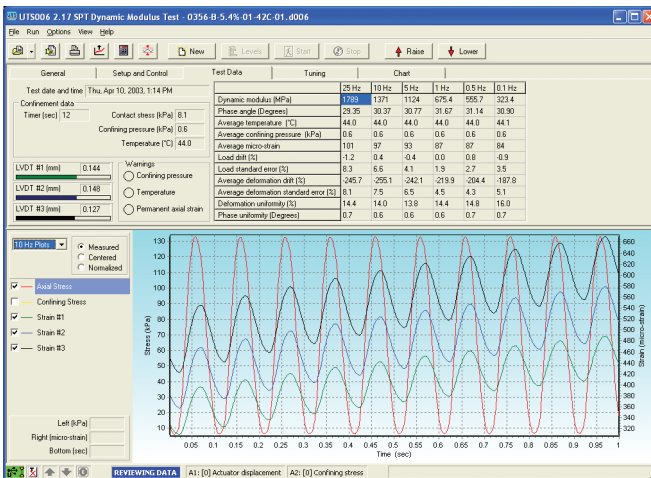 UTS006 2.17 SPT Dynamic Modulus Test - 0356-B-5.4%-01-42C-01.d006
File Run Options View Help
New Levels Start Stop Raise Lower
General Setup and Control Test Data Tuning Chart
Test date and time Thu, Apr 10, 2003, 1:14 PM
Confinement data
Timer (sec) 12 Contact stress (kPa) 8.1
Confining pressure (kPa) 0.6
Temperature (°C) 44.0
LVDT #1 (mm) 0.144
LVDT #2 (mm) 0.148
LVDT #3 (mm) 0.127
Warnings
Confining pressure
Temperature
Permanent axial strain
25 Hz 10 Hz 5 Hz 1 Hz 0.5 Hz 0.1 Hz
Dynamic modulus (MPa) 1789 1371 1124 675.4 555.7 323.4
Phase angle (Degrees) 29.35 30.37 30.77 31.67 31.14 30.90
Average temperature (°C) 44.0 44.0 44.0 44.0 44.0 44.1
Average confining pressure (kPa) 0.6 0.6 0.6 0.6 0.6 0.6
Average micro-strain 101 97 93 87 87 84
Load drift (%) -1.2 0.4 -0.4 0.0 0.8 -0.9
Load standard error (%) 8.3 6.6 4.1 1.9 2.7 3.5
Average deformation drift (%) -245.7 -255.1 -242.1 -219.9 -204.4 -187.8
Average deformation standard error (%) 8.1 7.5 6.5 4.5 4.3 5.1
Deformation uniformity (%) 14.4 14.0 13.8 14.4 14.8 16.0
Phase uniformity (Degrees) 0.7 0.6 0.6 0.6 0.7 0.7
10 Hz Plots
Measured
Centered
Normalized
Axial Stress
Confining Stress
Strain #1
Strain #2
Strain #3
Left (kPa)
Right (micro-strain)
Bottom (sec)
Stress (kPa)
130
120
110
100
90
80
70
60
50
40
30
20
10
0.05 0.1 0.15 0.2 0.25 0.3 0.35 0.4 0.45 0.5 0.55 0.6 0.65 0.7 0.75 0.8 0.85 0.9 0.95 1
Time (sec)
660
640
620
600
580
560
540
520
500
480
460
440
420
400
380
360
340
320
Strain (micro-strain)
REVIEWING DATA A1: [0] Actuator displacement A2: [0] Confining stress